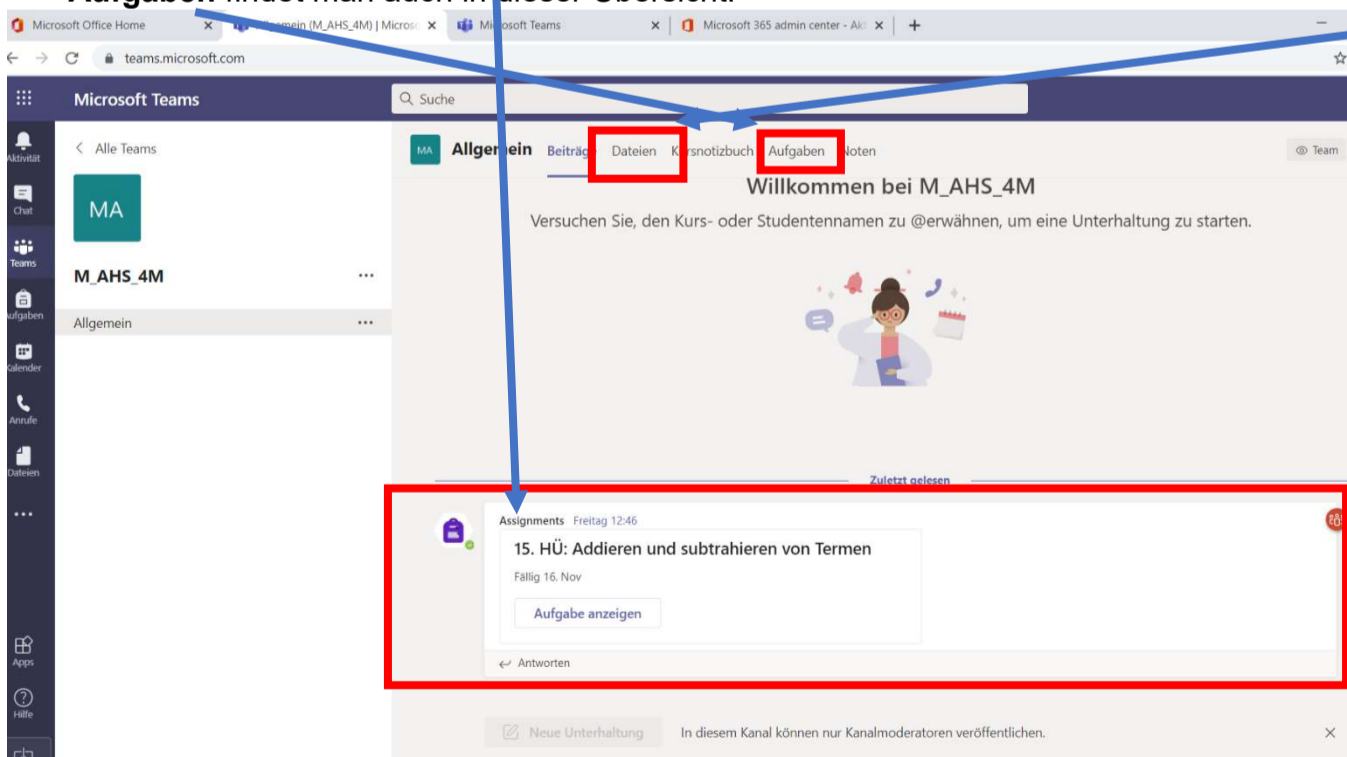 Aufgaben findet man auch in dieser Übersicht.
Microsoft Office Home
(M_AHS_4M) | Micros
Microsoft Teams
Microsoft 365 admin center - Ak
teams.microsoft.com
Microsoft Teams
Suche
Aktivität
Chat
Teams
Aufgaben
Kalender
Anrufe
Dateien
Apps
Hilfe
Alle Teams
MA
M_AHS_4M
Allgemein
MA
Allgemein
Beiträge
Dateien
Kursnotizbuch
Aufgaben
Noten
Team
Willkommen bei M_AHS_4M
Versuchen Sie, den Kurs- oder Studentennamen zu @erwähnen, um eine Unterhaltung zu starten.
Zuletzt gelesen
Assignments Freitag 12:46
15. HÜ: Addieren und subtrahieren von Termen
Fällig 16. Nov
Aufgabe anzeigen
Antworten
Neue Unterhaltung
In diesem Kanal können nur Kanalmoderatoren veröffentlichen.